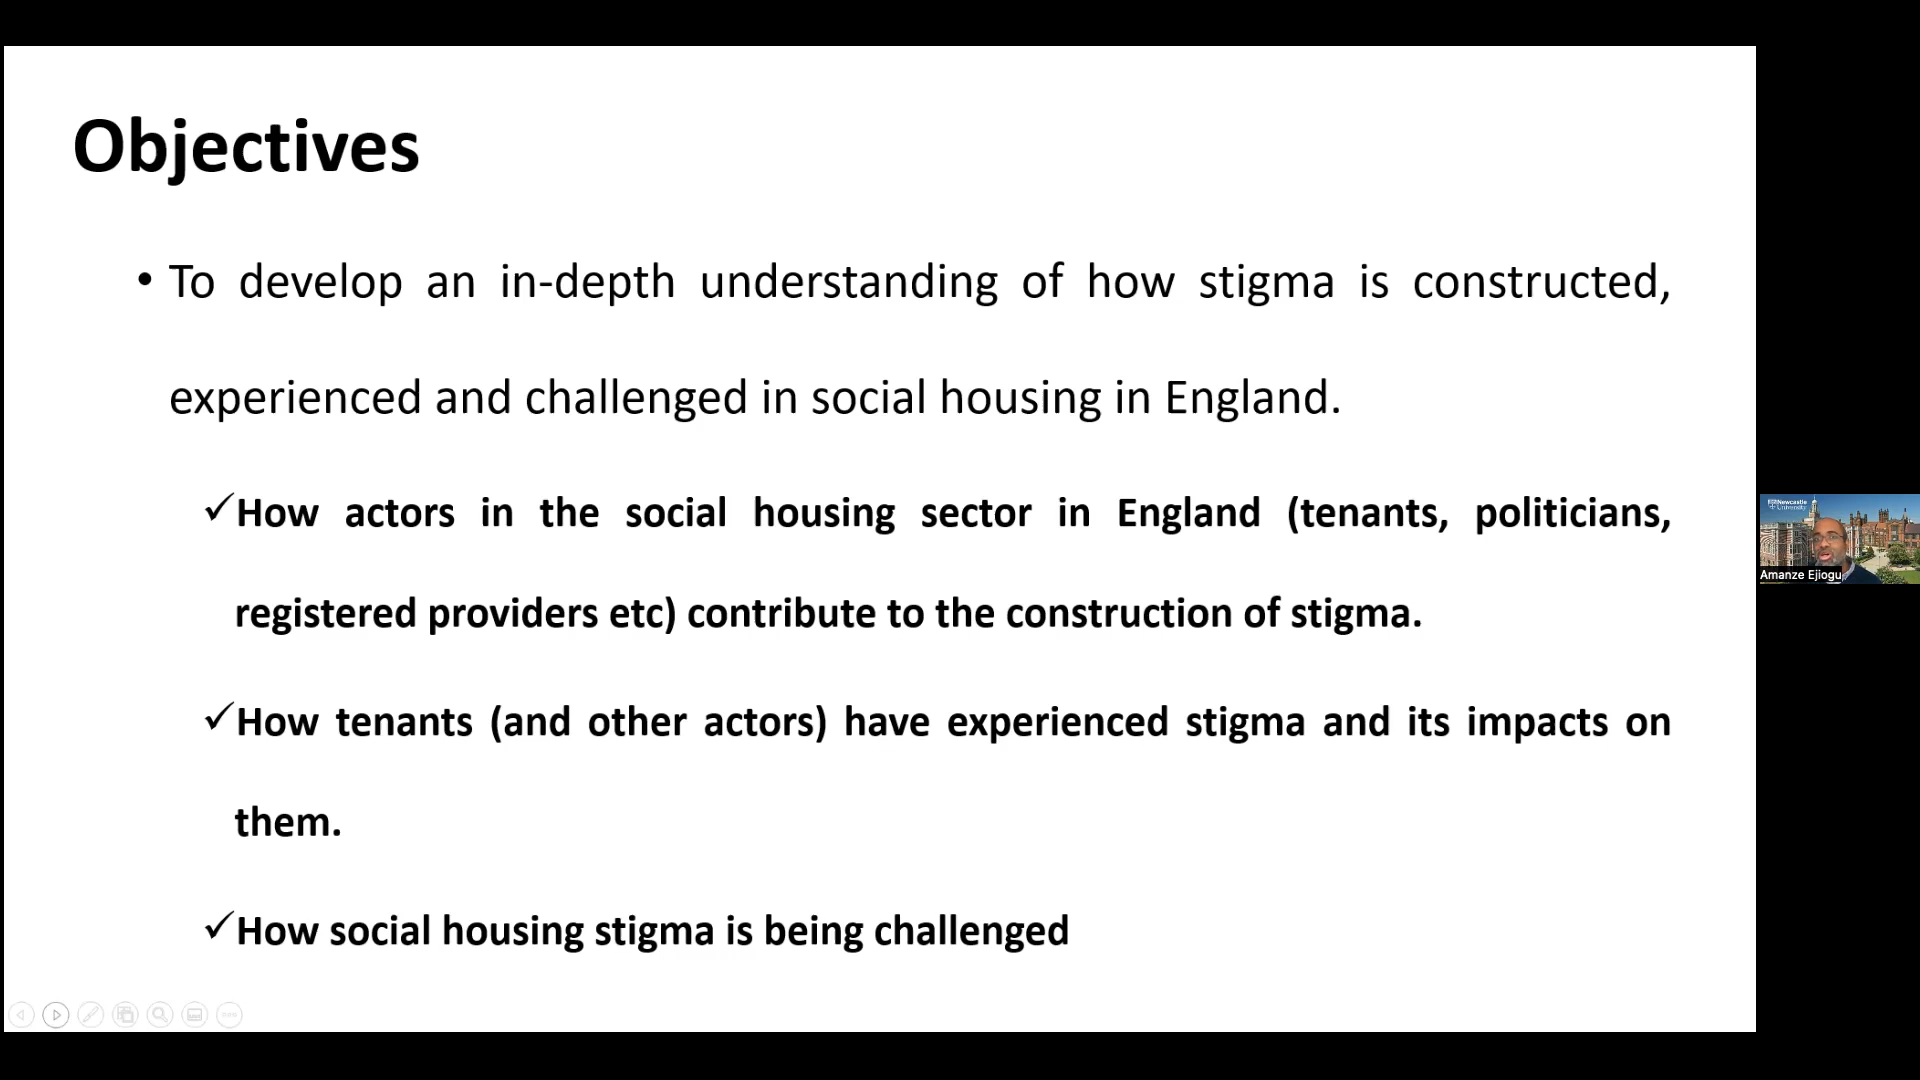 Objectives
• To develop an in-depth understanding of how stigma is constructed,
experienced and challenged in social housing in England.
✓How actors in the social housing sector in England (tenants, politicians,
registered providers etc) contribute to the construction of stigma.
✓How tenants (and other actors) have experienced stigma and its impacts on
them.
✓How social housing stigma is being challenged
Newcastle
University
Amanze Ejiogu